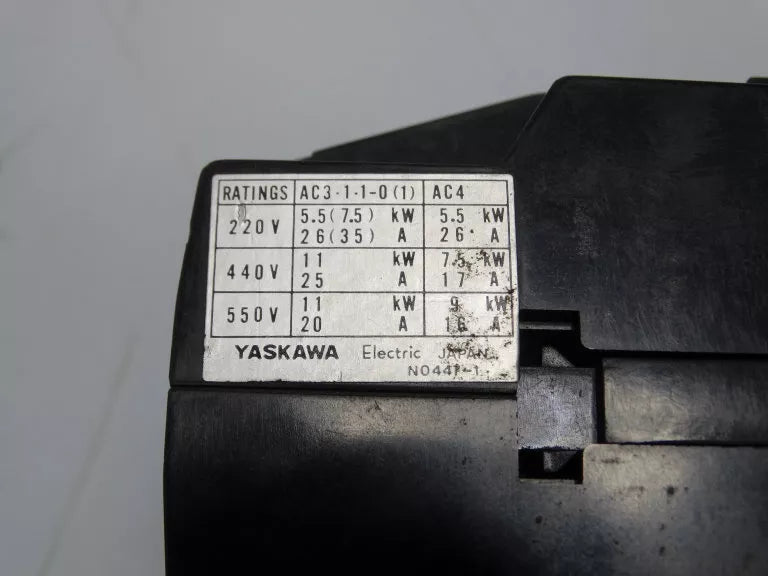 RATINGS AC3-1-1-0(1) AC4
220V 5.5(7.5) kW 5.5 kW
26(35) A 26 A
440V 11 kW 7.5 kW
25 A 17 A
550V 11 kW 9 kW
20 A 16 A
YASKAWA Electric JAPAN